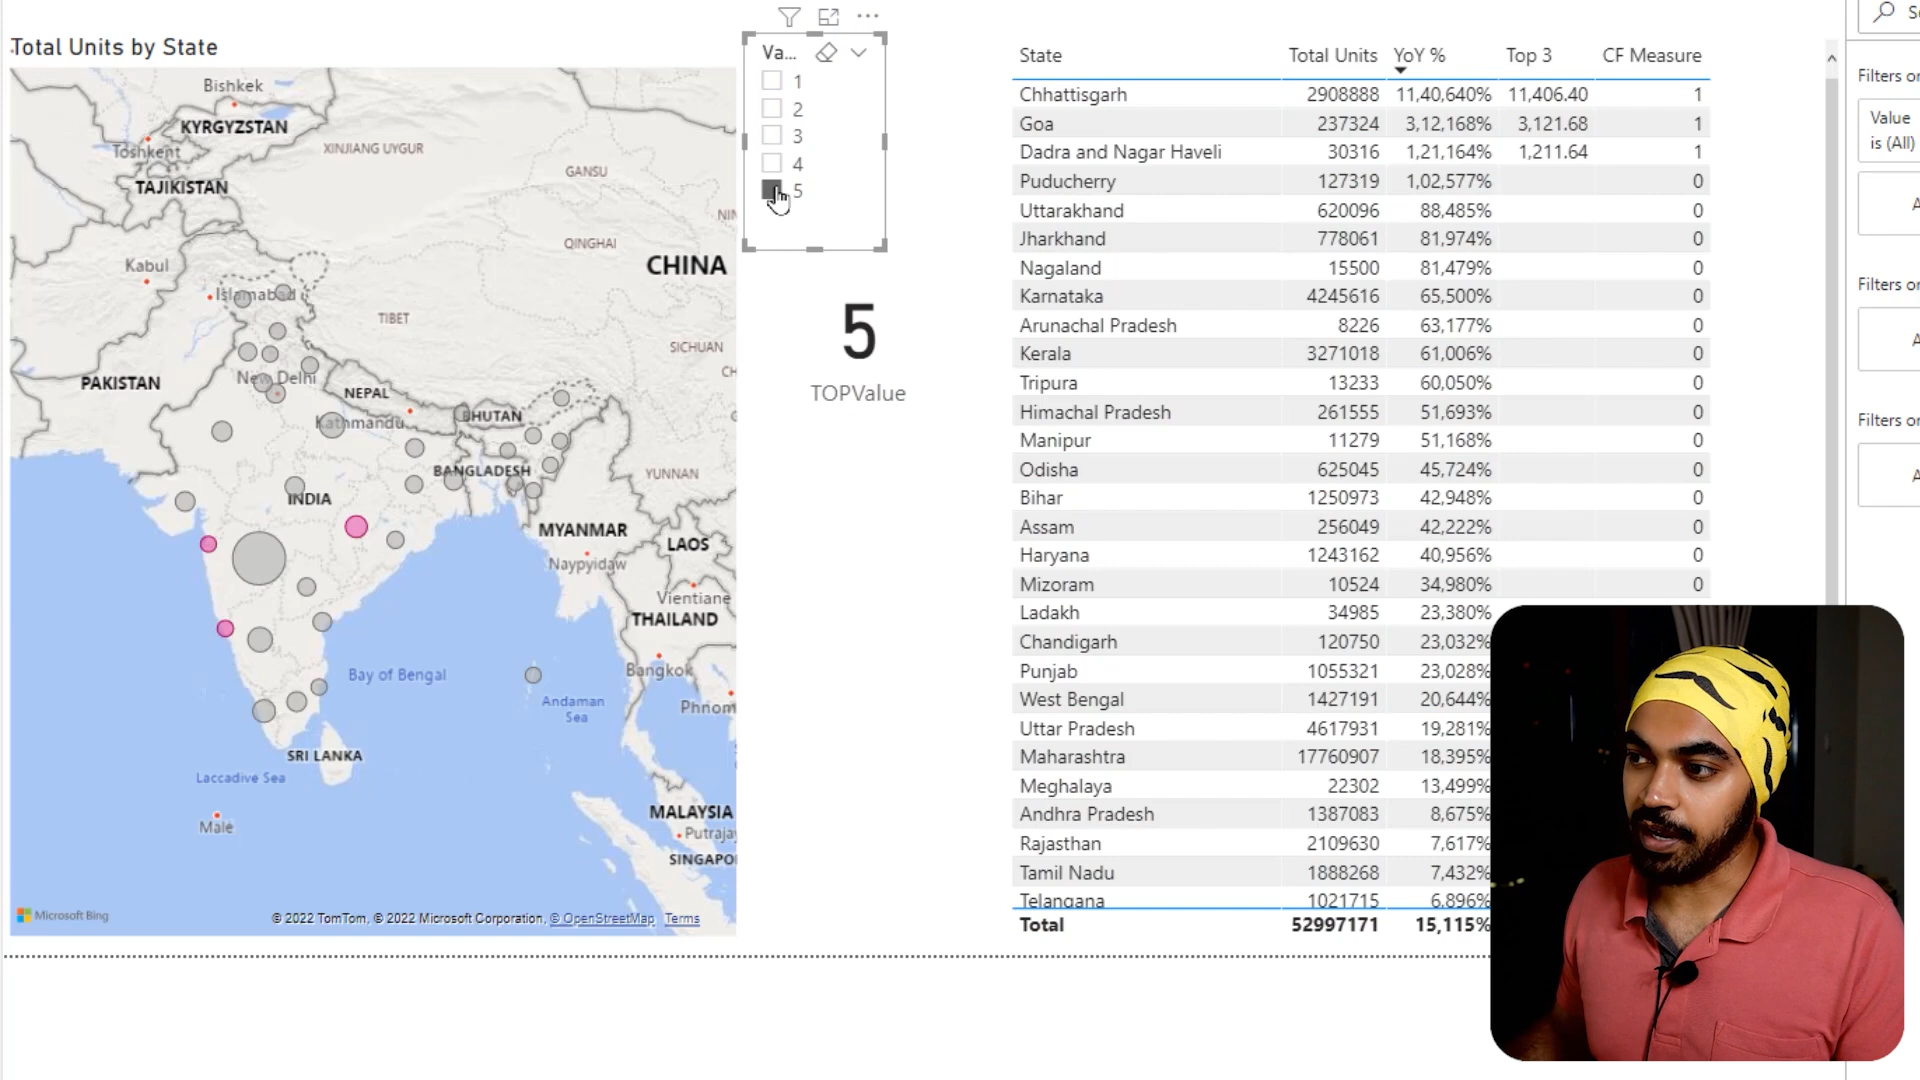 Total Units by State
Bishkek
KYRGYZSTAN
Toshkent
XINJIANG UYGUR
GANSU
TAJIKISTAN
QINGHAI
Kabul
CHINA
Islamabad
TIBET
SICHUAN
PAKISTAN
New Delhi
NEPAL
Kathmandu
BHUTAN
BANGLADESH
YUNNAN
INDIA
MYANMAR
LAOS
Naypyidaw
Vientiane
THAILAND
Bay of Bengal
Bangkok
Andaman
Sea
Phnom
SRI LANKA
Laccadive Sea
MALAYSIA
Male
Putraja
SINGAPO
Microsoft Bing
© 2022 TomTom, © 2022 Microsoft Corporation, © OpenStreetMap Terms
Va...
1
2
3
4
5
5
TOPValue
State Total Units YoY % Top 3 CF Measure
Chhattisgarh 2908888 11,40,640% 11,406.40 1
Goa 237324 3,12,168% 3,121.68 1
Dadra and Nagar Haveli 30316 1,21,164% 1,211.64 1
Puducherry 127319 1,02,577% 0
Uttarakhand 620096 88,485% 0
Jharkhand 778061 81,974% 0
Nagaland 15500 81,479% 0
Karnataka 4245616 65,500% 0
Arunachal Pradesh 8226 63,177% 0
Kerala 3271018 61,006% 0
Tripura 13233 60,050% 0
Himachal Pradesh 261555 51,693% 0
Manipur 11279 51,168% 0
Odisha 625045 45,724% 0
Bihar 1250973 42,948% 0
Assam 256049 42,222% 0
Haryana 1243162 40,956% 0
Mizoram 10524 34,980% 0
Ladakh 34985 23,380%
Chandigarh 120750 23,032%
Punjab 1055321 23,028%
West Bengal 1427191 20,644%
Uttar Pradesh 4617931 19,281%
Maharashtra 17760907 18,395%
Meghalaya 22302 13,499%
Andhra Pradesh 1387083 8,675%
Rajasthan 2109630 7,617%
Tamil Nadu 1888268 7,432%
Telangana 1021715 6,896%
Total 52997171 15,115%
Filters or
Value
is (All)
Filters or
Filters or